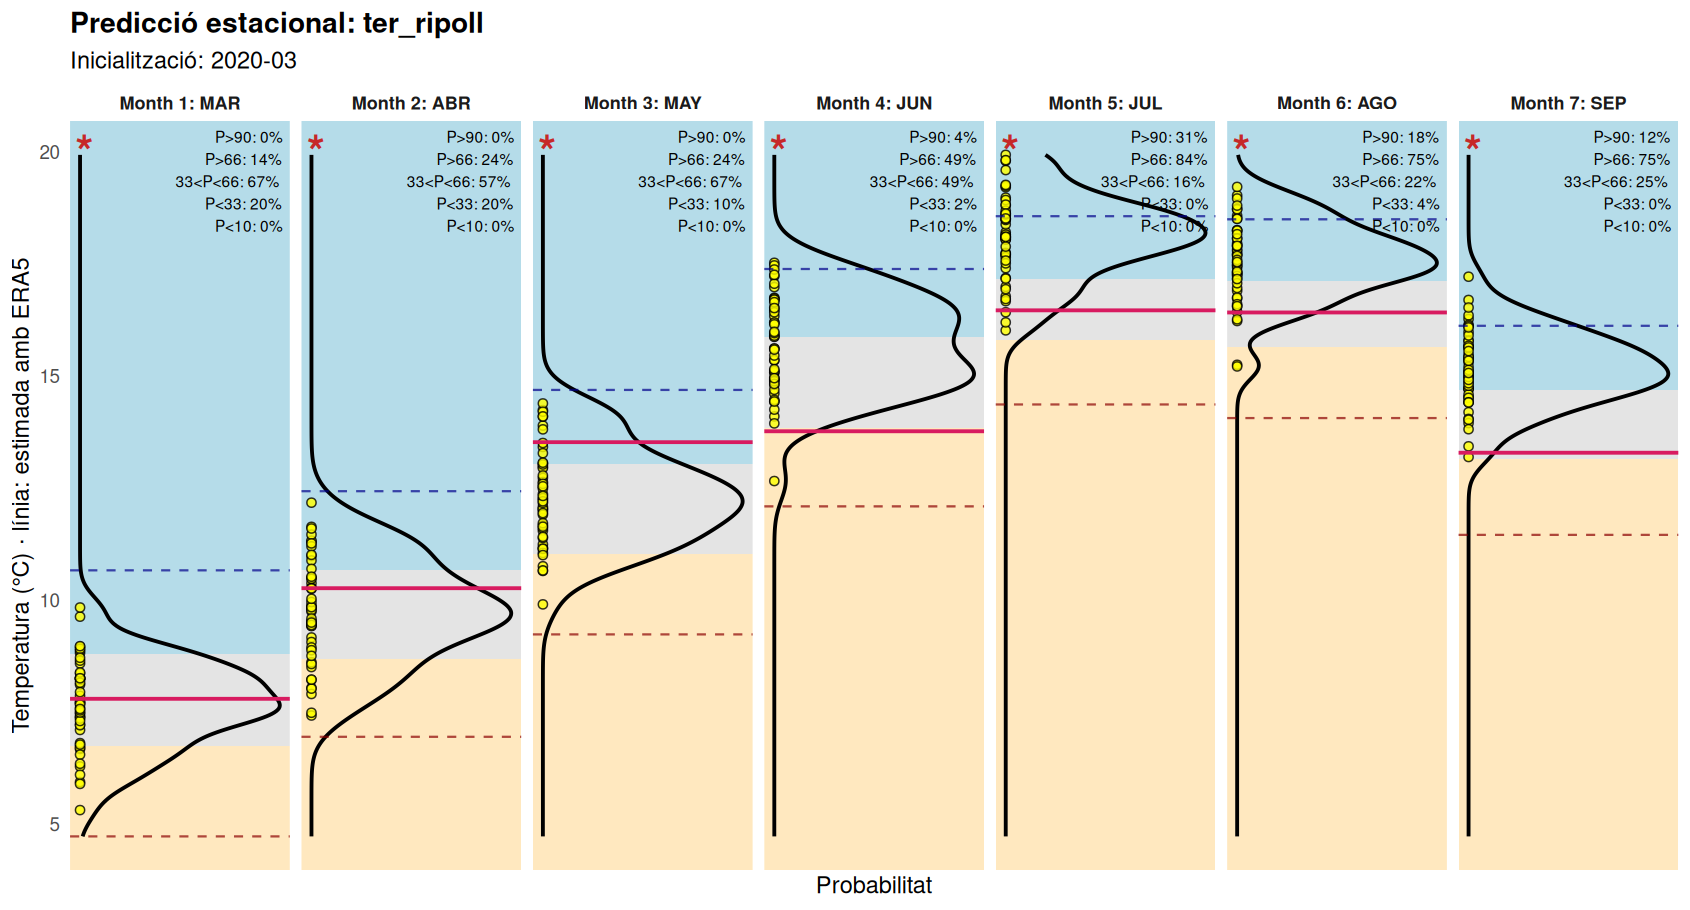 Predicció estacional: ter_ripoll
Inicialització: 2020-03
Month 1: MAR
Month 2: ABR
Month 3: MAY
Month 4: JUN
Month 5: JUL
Month 6: AGO
Month 7: SEP
* P>90: 0%
P>66: 14%
33<P<66: 67%
P<33: 20%
P<10: 0%
* P>90: 0%
P>66: 24%
33<P<66: 57%
P<33: 20%
P<10: 0%
* P>90: 0%
P>66: 24%
33<P<66: 67%
P<33: 10%
P<10: 0%
* P>90: 4%
P>66: 49%
33<P<66: 49%
P<33: 2%
P<10: 0%
* P>90: 31%
P>66: 84%
33<P<66: 16%
P<33: 0%
P<10: 0%
* P>90: 18%
P>66: 75%
33<P<66: 22%
P<33: 4%
P<10: 0%
* P>90: 12%
P>66: 75%
33<P<66: 25%
P<33: 0%
P<10: 0%
20
15
10
5
Temperatura (°C) · línia: estimada amb ERA5
Probabilitat